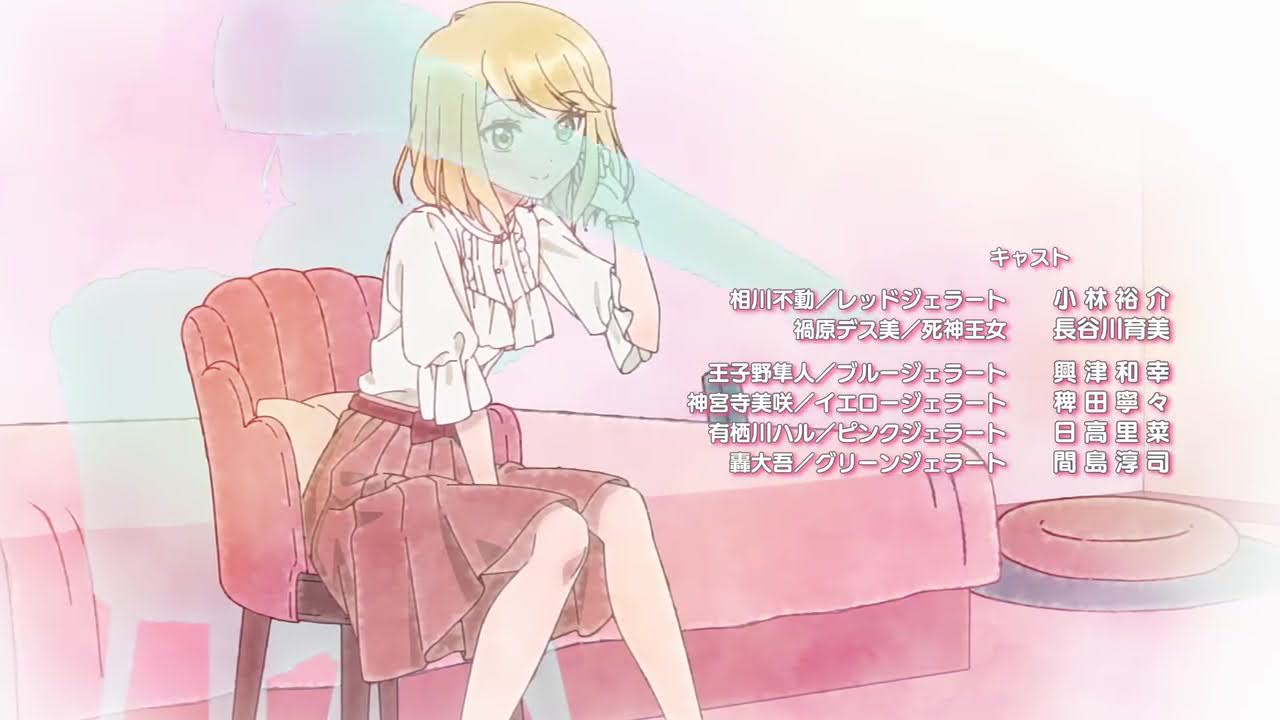 キャスト
相川不動／レッドジェラート 小林裕介
禍原デス美／死神王女 長谷川育美
王子野隼人／ブルージェラート 興津和幸
神宮寺美咲／イエロージェラート 稗田寧々
有栖川ハル／ピンクジェラート 日高里菜
轟大吾／グリーンジェラート 間島淳司